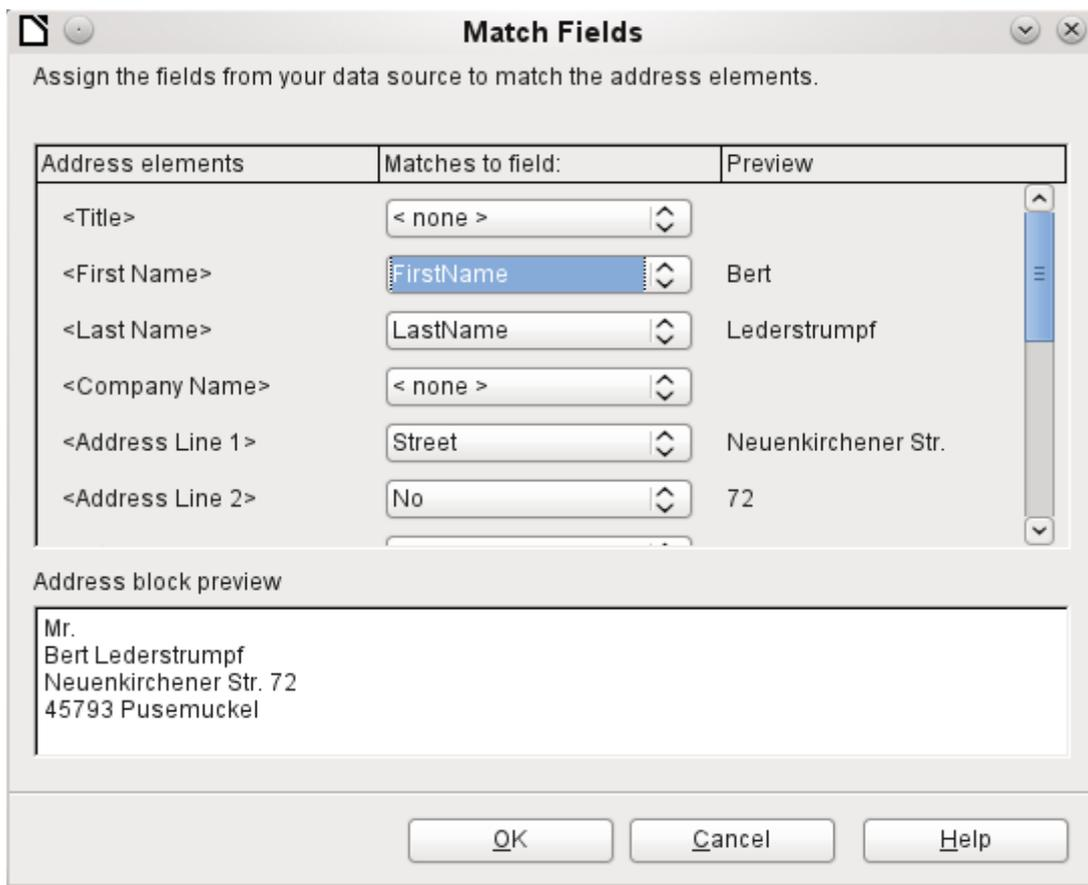 Match Fields
Assign the fields from your data source to match the address elements.
Address elements Matches to field: Preview
<Title> < none >
<First Name> FirstName Bert
<Last Name> LastName Lederstrumpf
<Company Name> < none >
<Address Line 1> Street Neuenkirchener Str.
<Address Line 2> No 72
Address block preview
Mr.
Bert Lederstrumpf
Neuenkirchener Str. 72
45793 Pusemuckel
OK Cancel Help